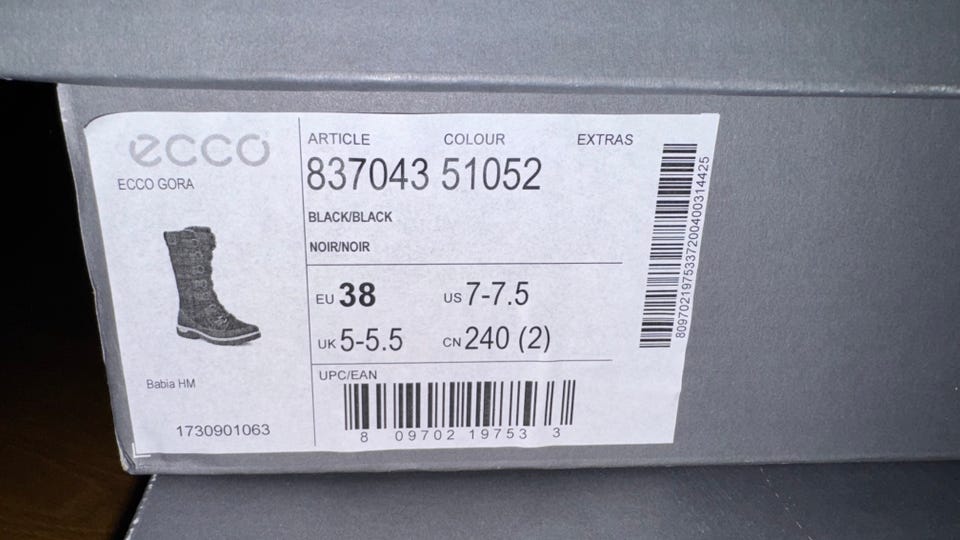 ecco
ECCO GORA
Babia HM
1730901063
ARTICLE COLOUR EXTRAS
837043 51052
BLACK/BLACK
NOIR/NOIR
EU 38 US 7-7.5
UK 5-5.5 CN 240 (2)
UPC/EAN
8 09702 19753 3
8097021975337200400314425